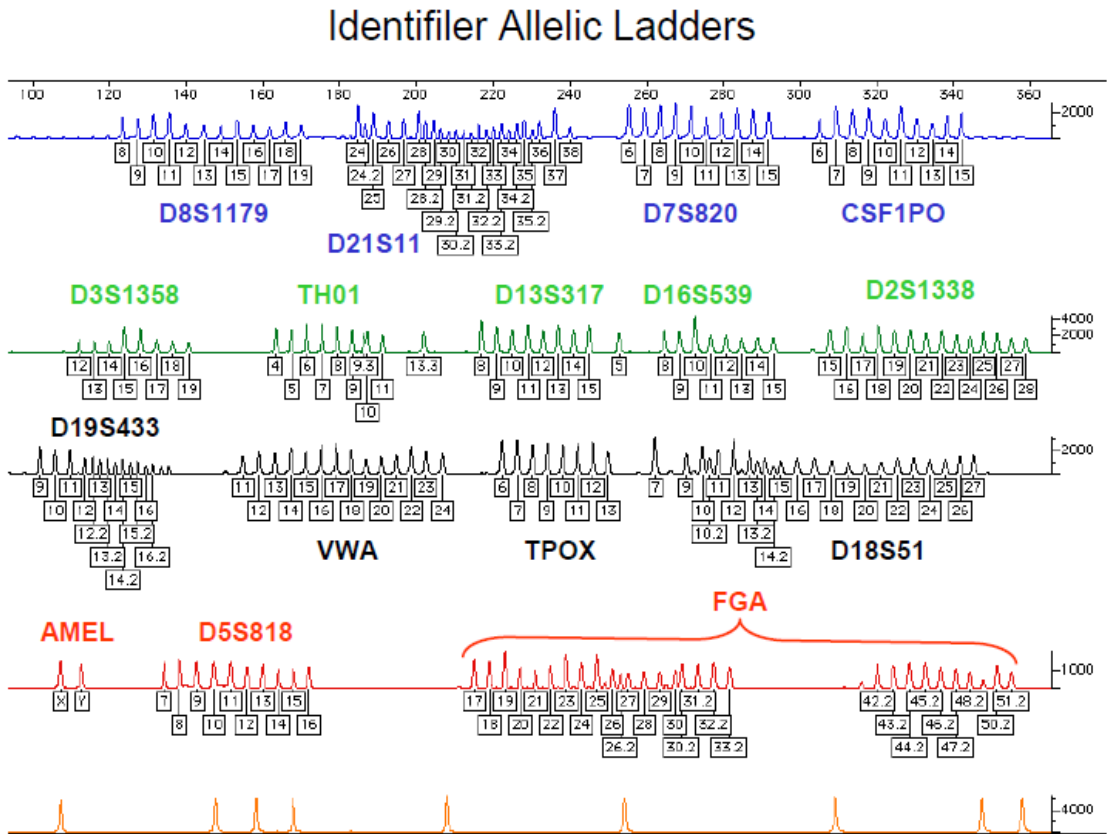 Identifiler Allelic Ladders
100 120 140 160 180 200 220 240 260 280 300 320 340 360
2000
8 10 12 14 16 18 24 26 28 30 32 34 36 38 6 8 10 12 14 6 8 10 12 14
9 11 13 15 17 19 24.2 27 29 31 33 35 37 7 9 11 13 15 7 9 11 13 15
25 28.2 31.2 34.2
D8S1179 29.2 32.2 35.2 D7S820 CSF1PO
D21S11 30.2 33.2
D3S1358 TH01 D13S317 D16S539 D2S1338
4000
2000
12 14 16 18 4 6 8 9.3 13.3 8 10 12 14 5 8 10 12 14 15 17 19 21 23 25 27
13 15 17 19 5 7 9 11 9 11 13 15 9 11 13 15 16 18 20 22 24 26 28
10
D19S433
2000
9 11 13 15 11 13 15 17 19 21 23 6 8 10 12 7 9 11 13 15 17 19 21 23 25 27
10 12 14 16 12 14 16 18 20 22 24 7 9 11 13 10 12 14 16 18 20 22 24 26
12.2 15.2 10.2 13.2
13.2 16.2 VWA TPOX 14.2 D18S51
14.2
FGA
AMEL D5S818
1000
X Y 7 9 11 13 15 17 19 21 23 25 27 29 31.2 42.2 45.2 48.2 51.2
8 10 12 14 16 18 20 22 24 26 28 30 32.2 43.2 46.2 50.2
26.2 30.2 33.2 44.2 47.2
4000